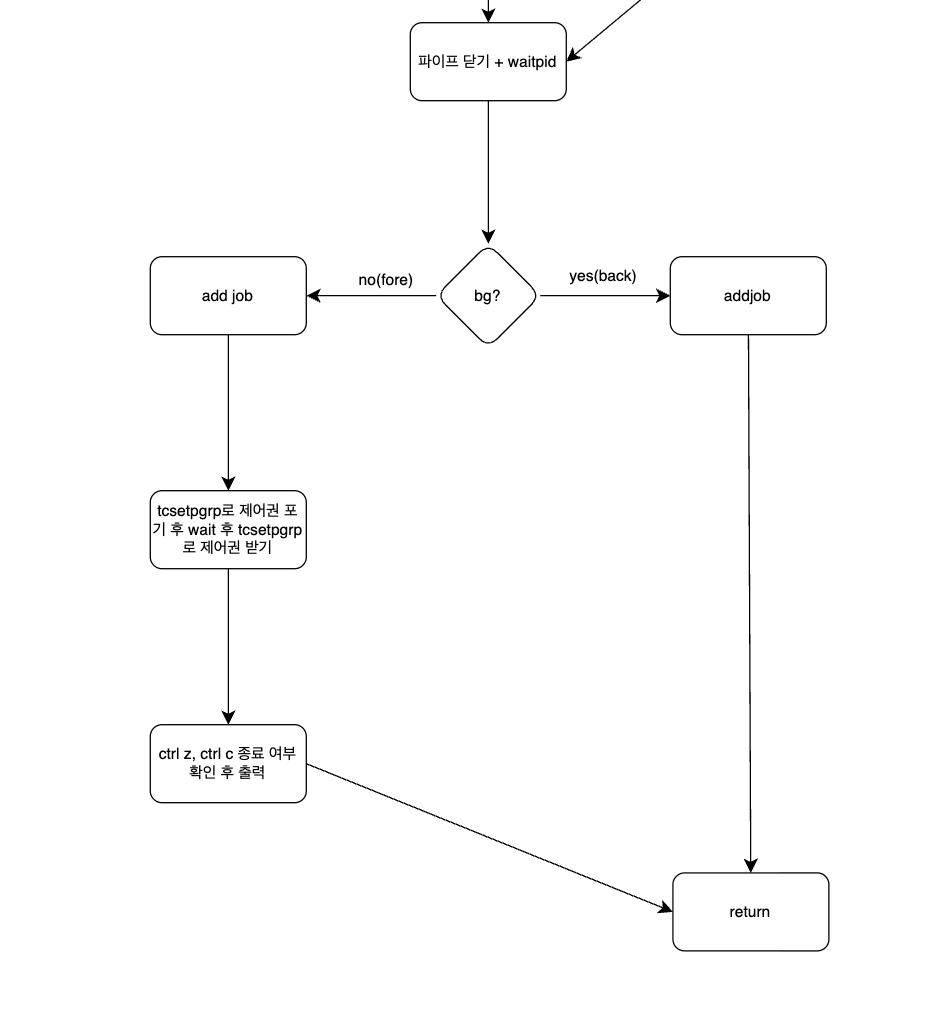 파이프 닫기 + waitpid
no(fore)
yes(back)
add job
bg?
addjob
tcsetpgrp로 제어권 포
기 후 wait 후 tcsetpgrp
로 제어권 받기
ctrl z, ctrl c 종료 여부
확인 후 출력
return